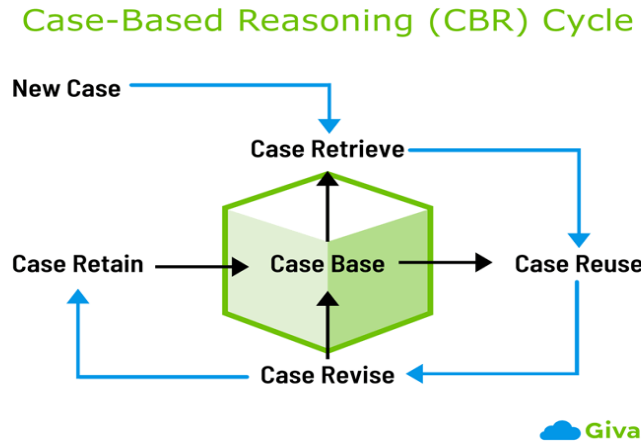 Case-Based Reasoning (CBR) Cycle
New Case
Case Retrieve
Case Retain
Case Base
Case Reuse
Case Revise
Giva